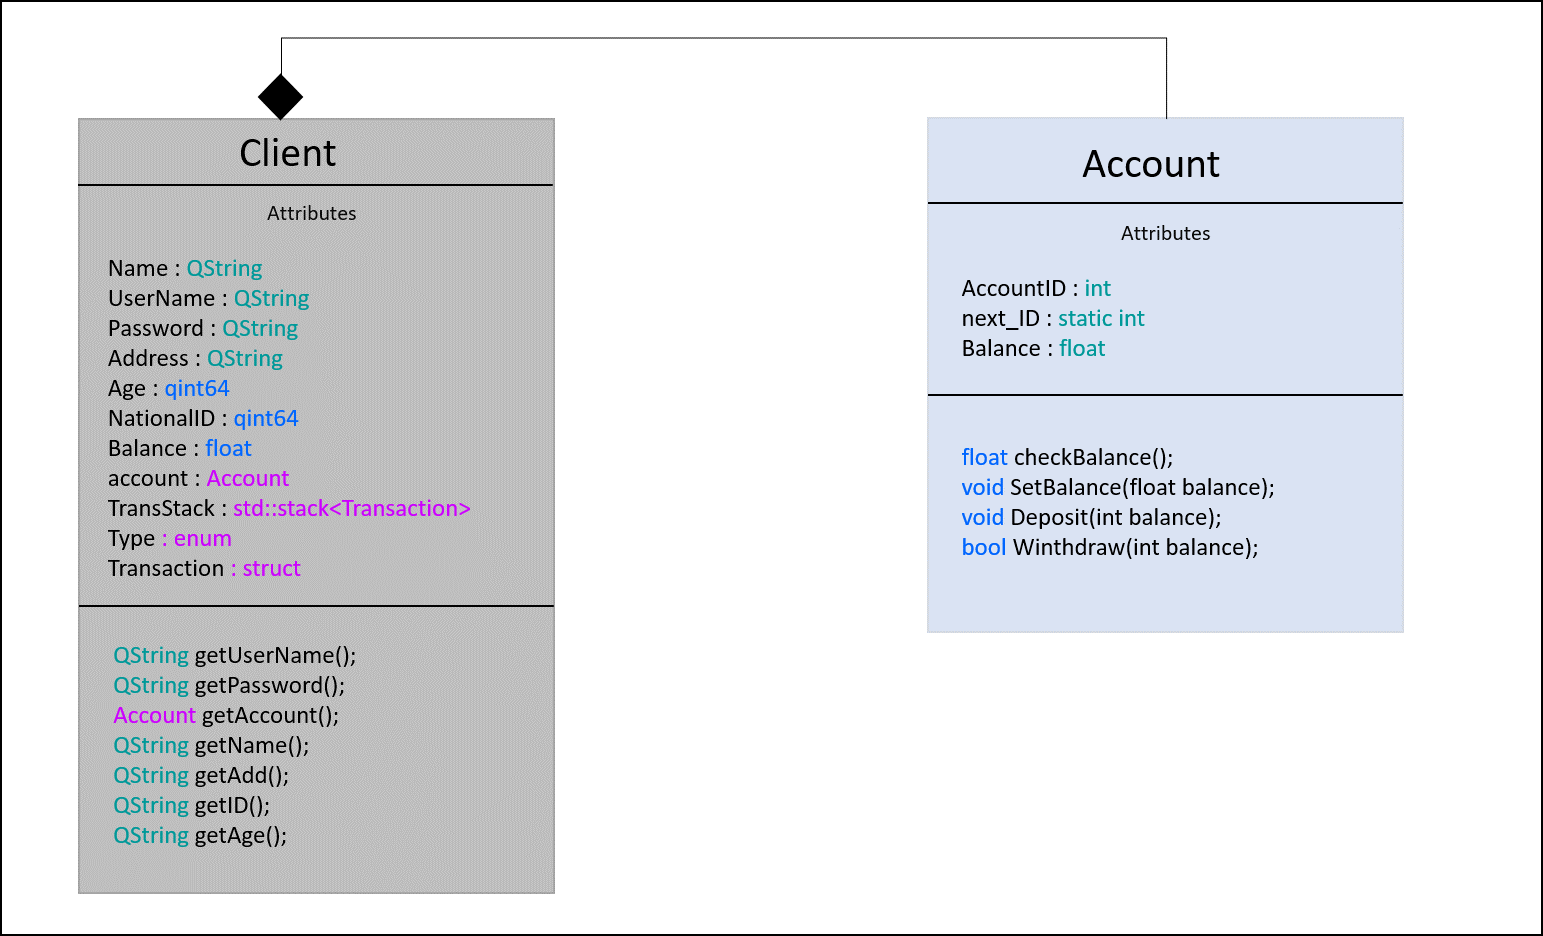 Client
Attributes
Name : QString
UserName : QString
Password : QString
Address : QString
Age : qint64
NationalID : qint64
Balance : float
account : Account
TransStack : std::stack<Transaction>
Type : enum
Transaction : struct
QString getUserName();
QString getPassword();
Account getAccount();
QString getName();
QString getAdd();
QString getID();
QString getAge();
Account
Attributes
AccountID : int
next_ID : static int
Balance : float
float checkBalance();
void SetBalance(float balance);
void Deposit(int balance);
bool Winthdraw(int balance);